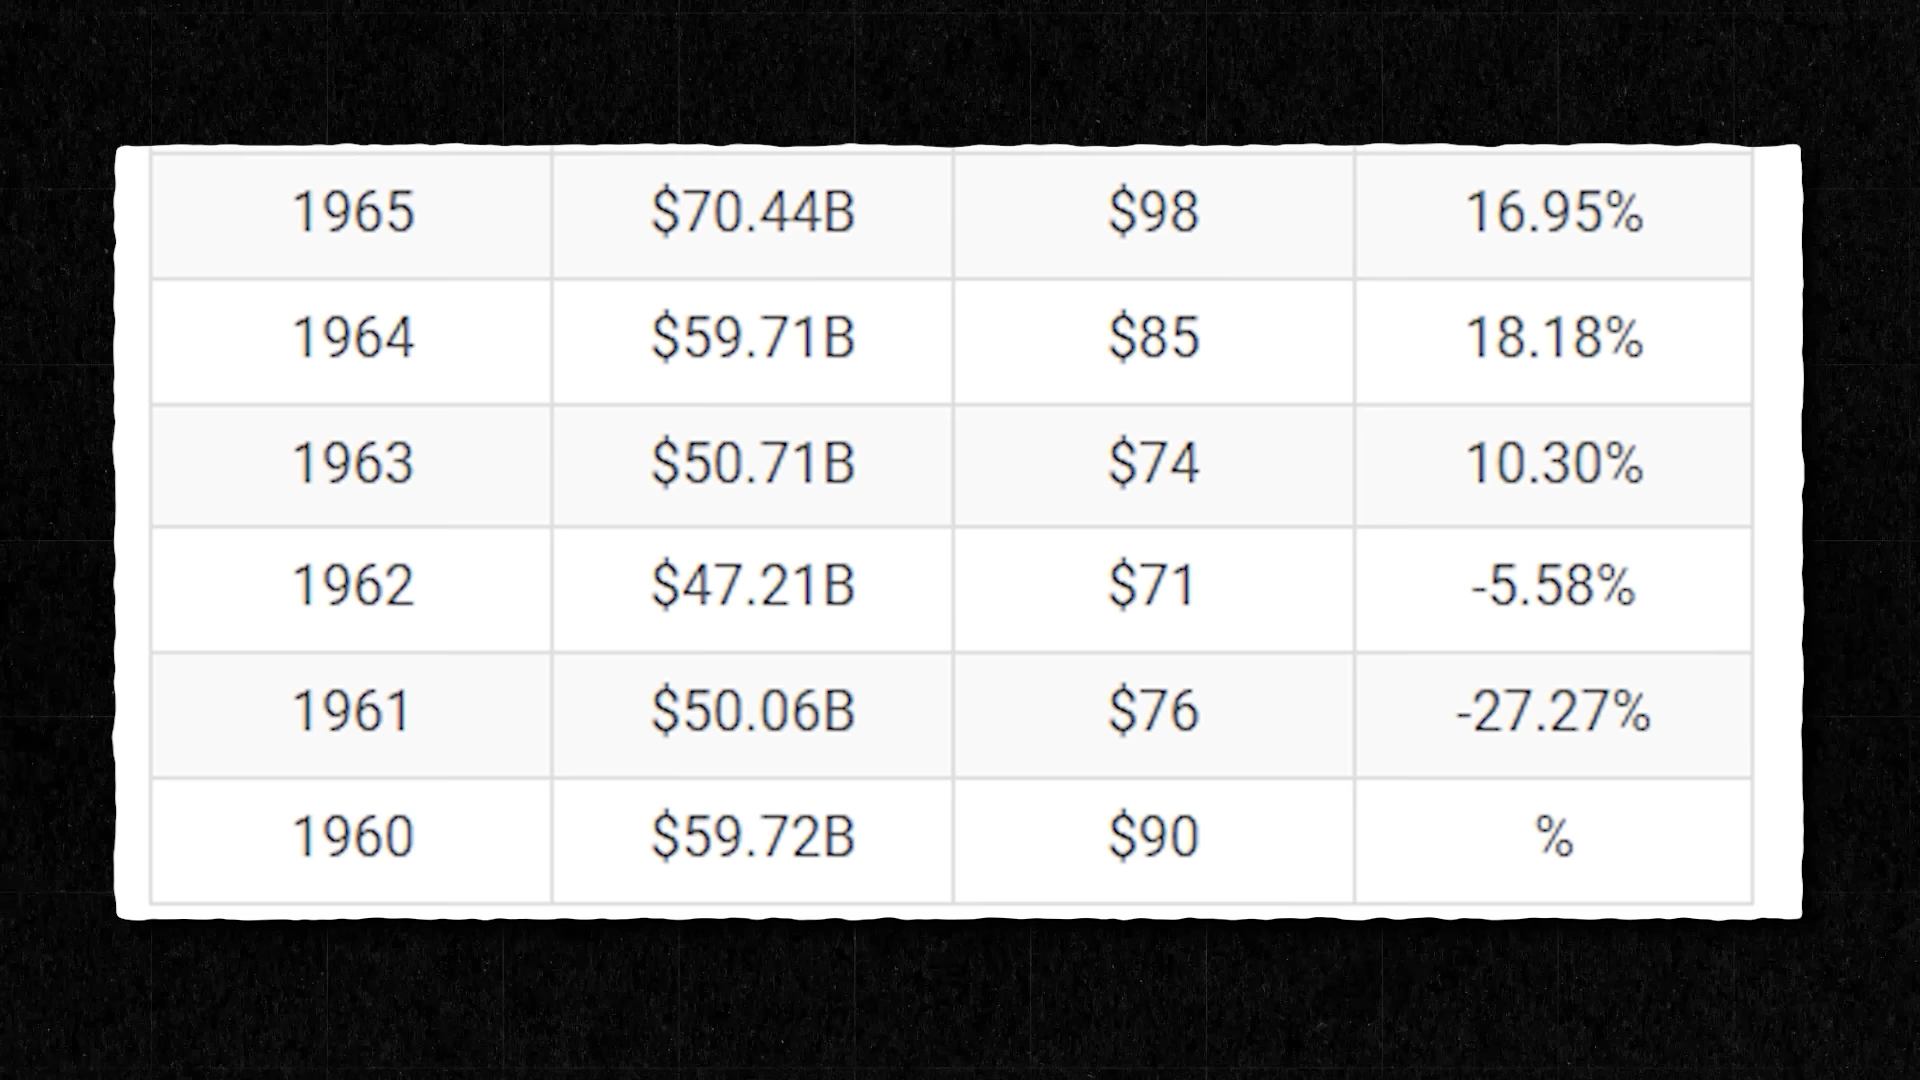 1965 $70.44B $98 16.95%
1964 $59.71B $85 18.18%
1963 $50.71B $74 10.30%
1962 $47.21B $71 -5.58%
1961 $50.06B $76 -27.27%
1960 $59.72B $90 %